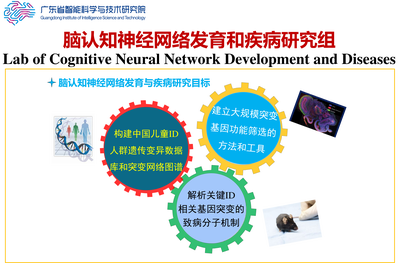 广东省智能科学与技术研究院
Guangdong Institute of Intelligence Science and Technology
脑认知神经网络发育和疾病研究组
Lab of Cognitive Neural Network Development and Diseases
脑认知神经网络发育与疾病研究目标
构建中国儿童ID
人群遗传变异数据
库和突变网络图谱
建立大规模突变
基因功能筛选的
方法和工具
解析关键ID
相关基因突变的
致病分子机制